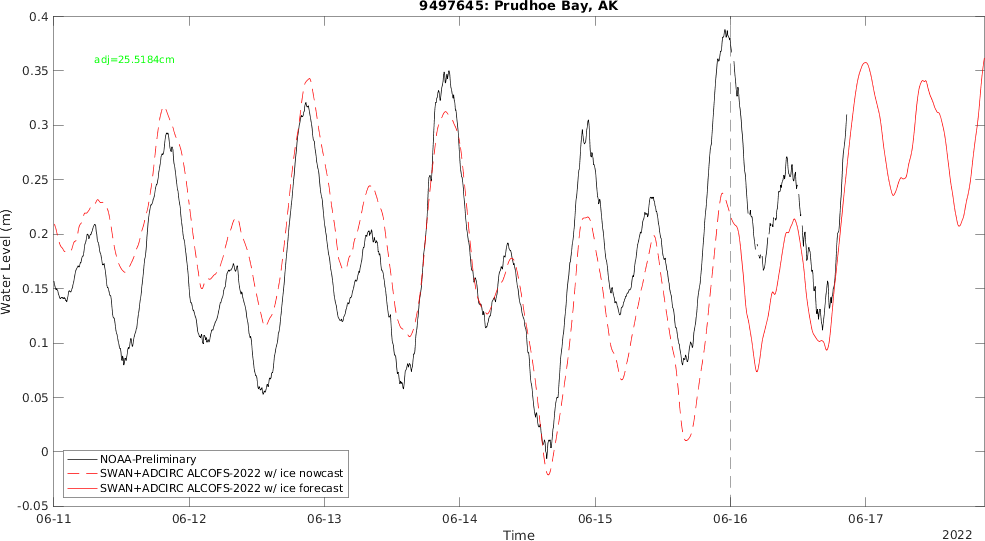 9497645: Prudhoe Bay, AK
adj=25.5184cm
Water Level (m)
0.4
0.35
0.3
0.25
0.2
0.15
0.1
0.05
0
-0.05
NOAA-Preliminary
SWAN+ADCIRC ALCOFS-2022 w/ ice nowcast
SWAN+ADCIRC ALCOFS-2022 w/ ice forecast
06-11 06-12 06-13 06-14 06-15 06-16 06-17
Time
2022